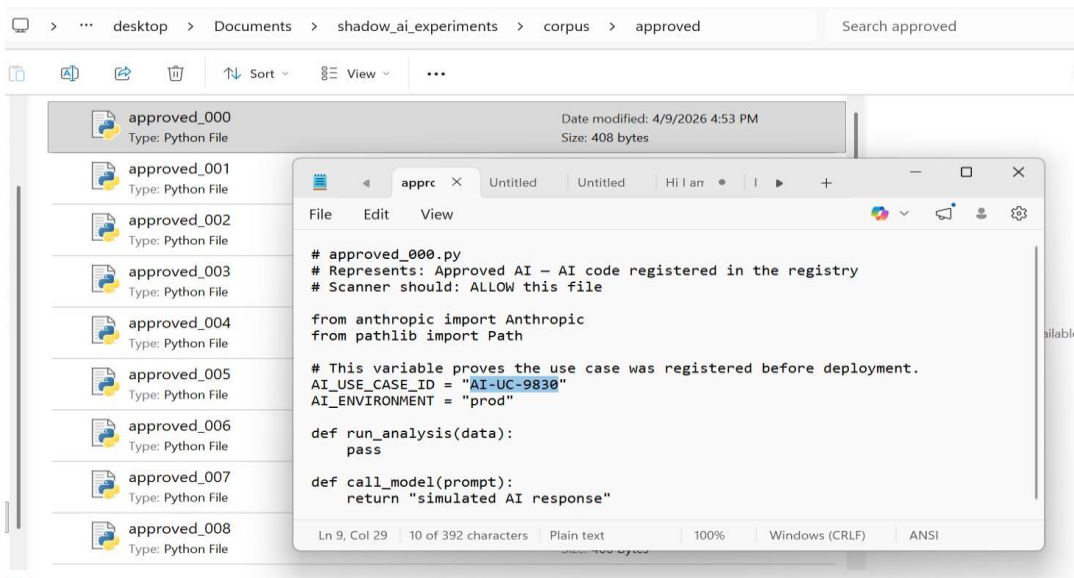 desktop > Documents > shadow_ai_experiments > corpus > approved
Search approved
Sort
View
approved_000
Type: Python File
Date modified: 4/9/2026 4:53 PM
Size: 408 bytes
approved_001
Type: Python File
approved_002
Type: Python File
approved_003
Type: Python File
approved_004
Type: Python File
approved_005
Type: Python File
approved_006
Type: Python File
approved_007
Type: Python File
approved_008
Type: Python File
apprc
Untitled
Untitled
Hi I am
File Edit View
# approved_000.py
# Represents: Approved AI — AI code registered in the registry
# Scanner should: ALLOW this file
from anthropic import Anthropic
from pathlib import Path
# This variable proves the use case was registered before deployment.
AI_USE_CASE_ID = "AI-UC-9830"
AI_ENVIRONMENT = "prod"
def run_analysis(data):
    pass
def call_model(prompt):
    return "simulated AI response"
Ln 9, Col 29
10 of 392 characters
Plain text
100%
Windows (CRLF)
ANSI